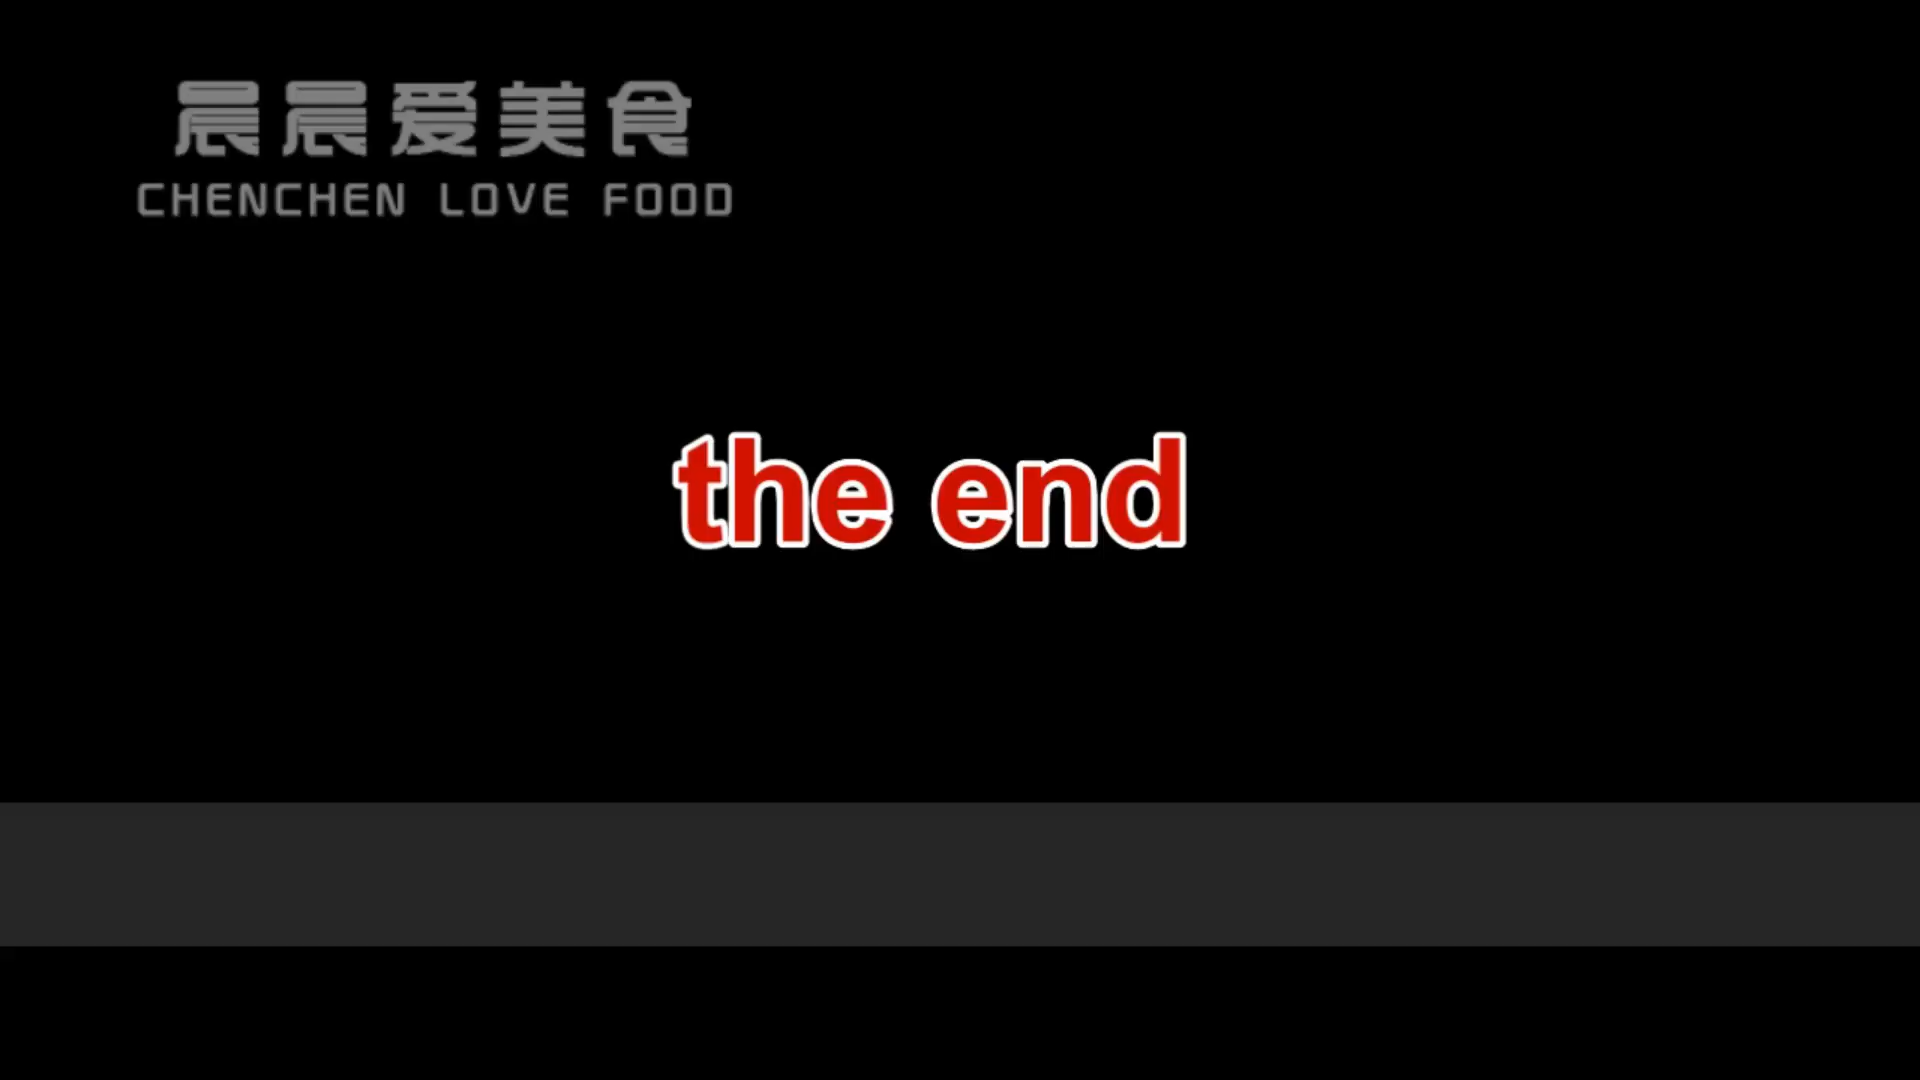 晨晨爱美食
CHENCHEN LOVE FOOD
the end